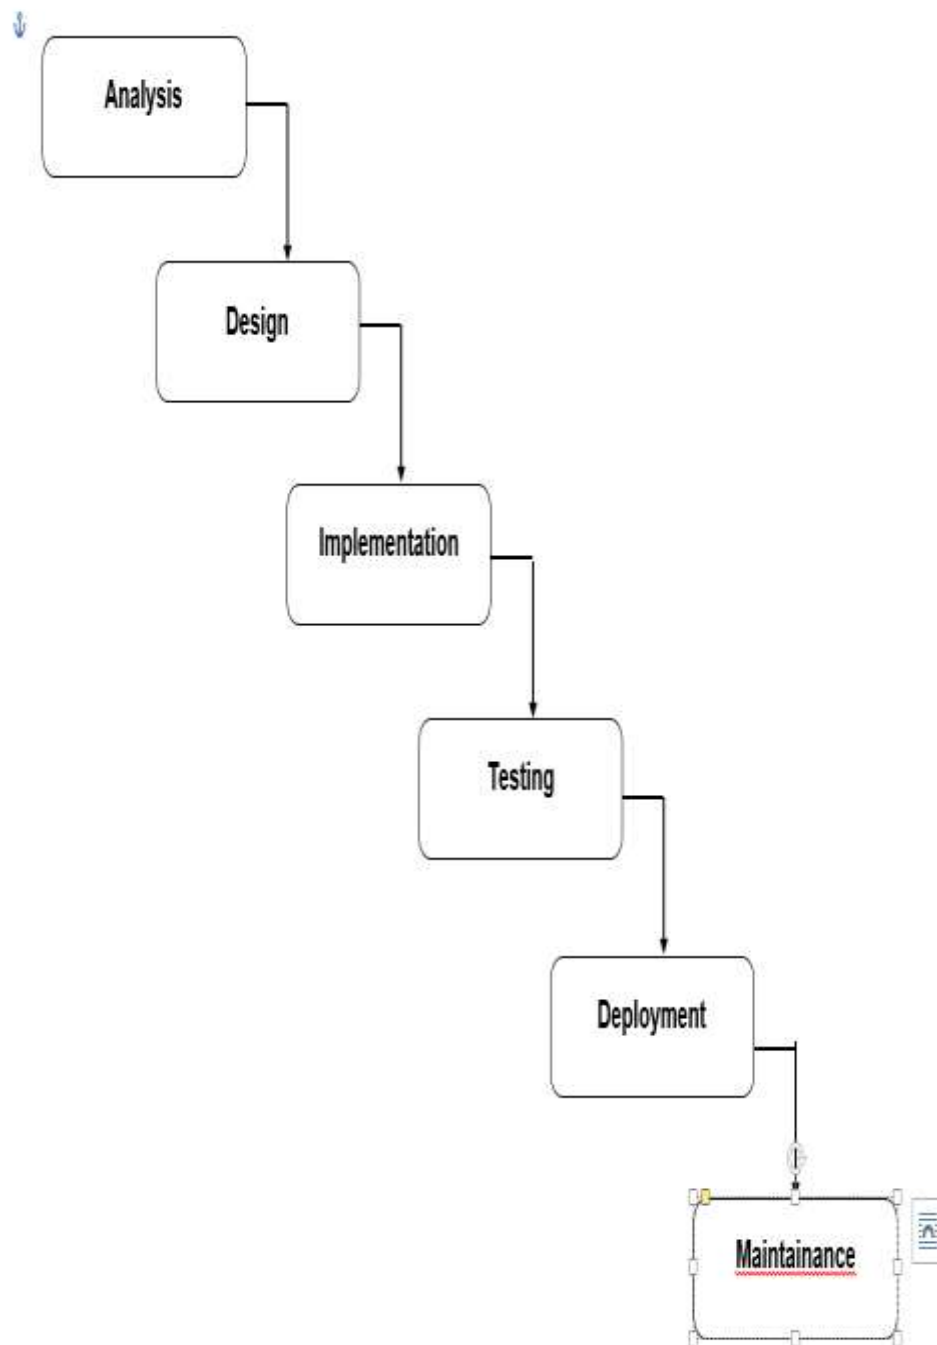 Analysis
Design
Implementation
Testing
Deployment
Maintainance